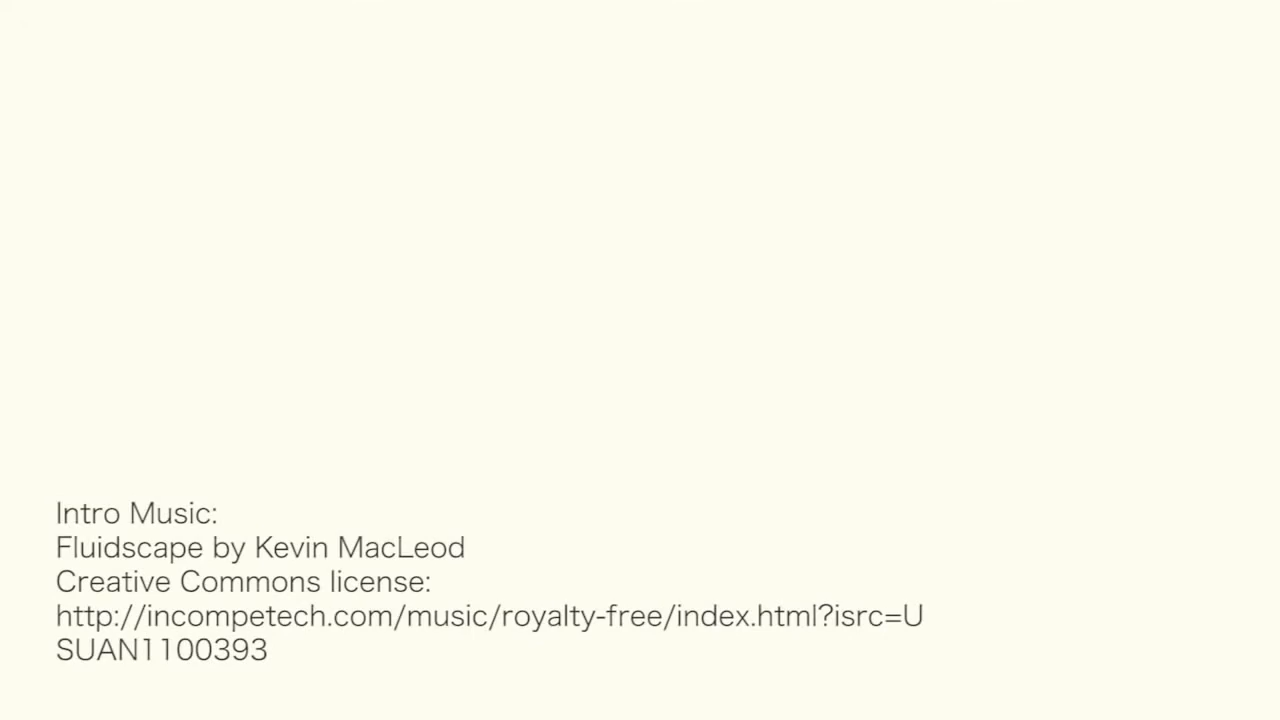 Intro Music:
Fluidscape by Kevin MacLeod
Creative Commons license:
http://incompetech.com/music/royalty-free/index.html?isrc=U
SUAN1100393